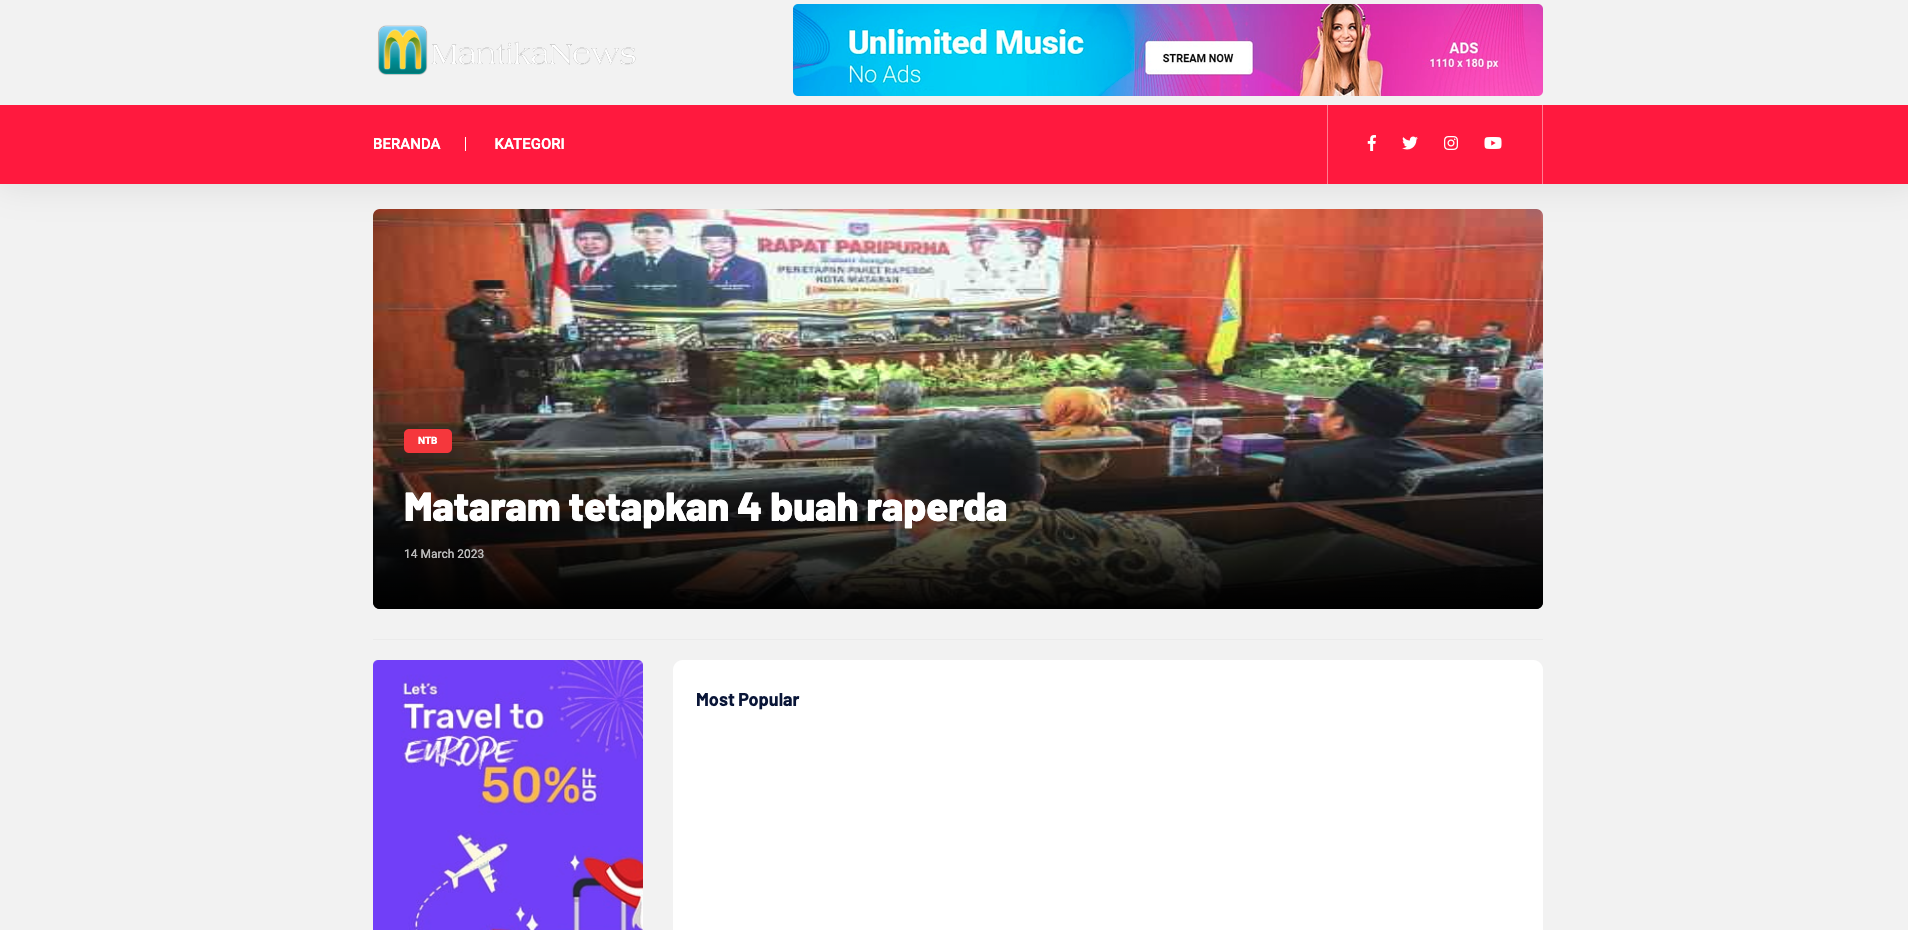 MantikaNows
Unlimited Music
No Ads
STREAM NOW
ADS
1110 x 180 px
BERANDA
KATEGORI
RAPAT PARIPURNA
PENETAPAN PAKET RAPERDA
KOTA MATARAM
NTB
Mataram tetapkan 4 buah raperda
14 March 2023
Let's
Travel to
EUROPE
50% OFF
Most Popular